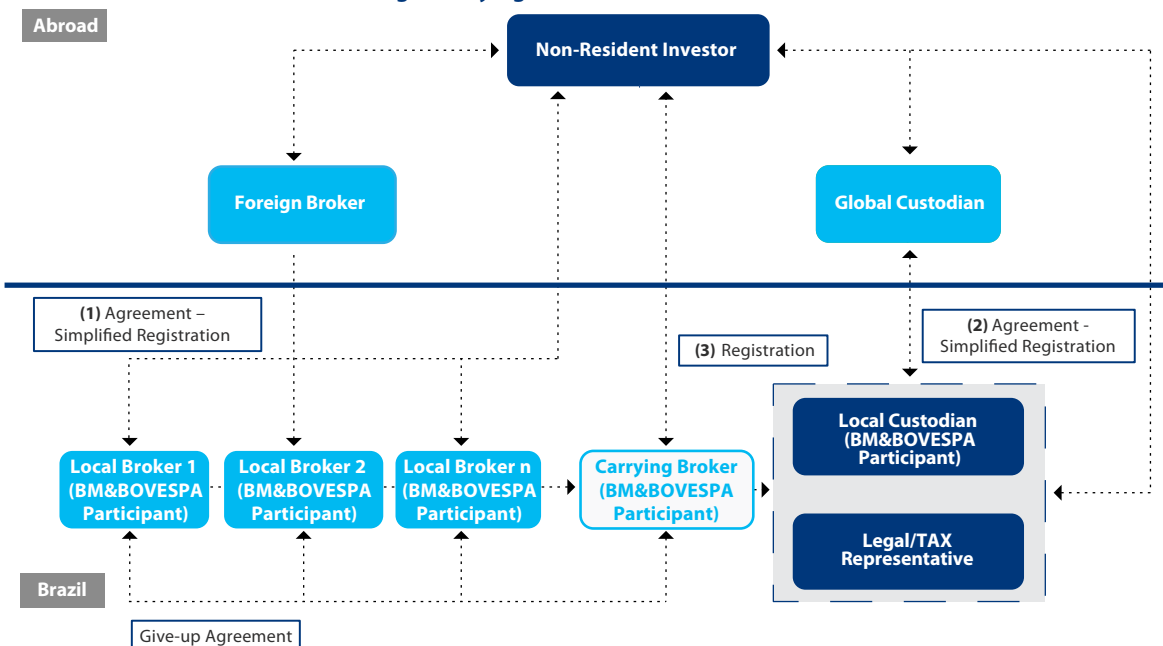 Abroad
Non-Resident Investor
Foreign Broker
Global Custodian
(1) Agreement –
Simplified Registration
(3) Registration
(2) Agreement -
Simplified Registration
Local Broker 1
(BM&BOVESPA
Participant)
Local Broker 2
(BM&BOVESPA
Participant)
Local Broker n
(BM&BOVESPA
Participant)
Carrying Broker
(BM&BOVESPA
Participant)
Local Custodian
(BM&BOVESPA
Participant)
Legal/TAX
Representative
Brazil
Give-up Agreement